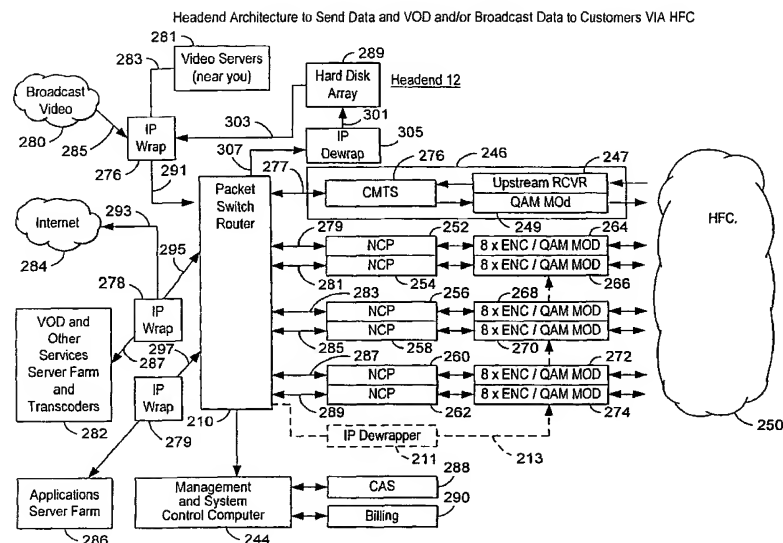 Headend Architecture to Send Data and VOD and/or Broadcast Data to Customers VIA HFC
281
283
Video Servers
(near you)
289
Hard Disk
Array
Headend 12
Broadcast
Video
280
285
IP
Wrap
276
291
303
301
305
IP
Dewrap
307
277
276
246
247
CMTS
Upstream RCVR
QAM MOd
249
Packet
Switch
Router
HFC.
293
Internet
284
295
278
IP
Wrap
279
252
264
NCP
8 x ENC / QAM MOD
NCP
8 x ENC / QAM MOD
281
254
266
283
256
268
NCP
8 x ENC / QAM MOD
NCP
8 x ENC / QAM MOD
285
258
270
287
260
272
NCP
8 x ENC / QAM MOD
NCP
8 x ENC / QAM MOD
289
262
274
VOD and
Other
Services
Server Farm
and
Transcoders
282
297
287
IP
Wrap
279
210
IP Dewrapper
211
213
250
Applications
Server Farm
286
Management
and System
Control Computer
244
CAS
288
Billing
290